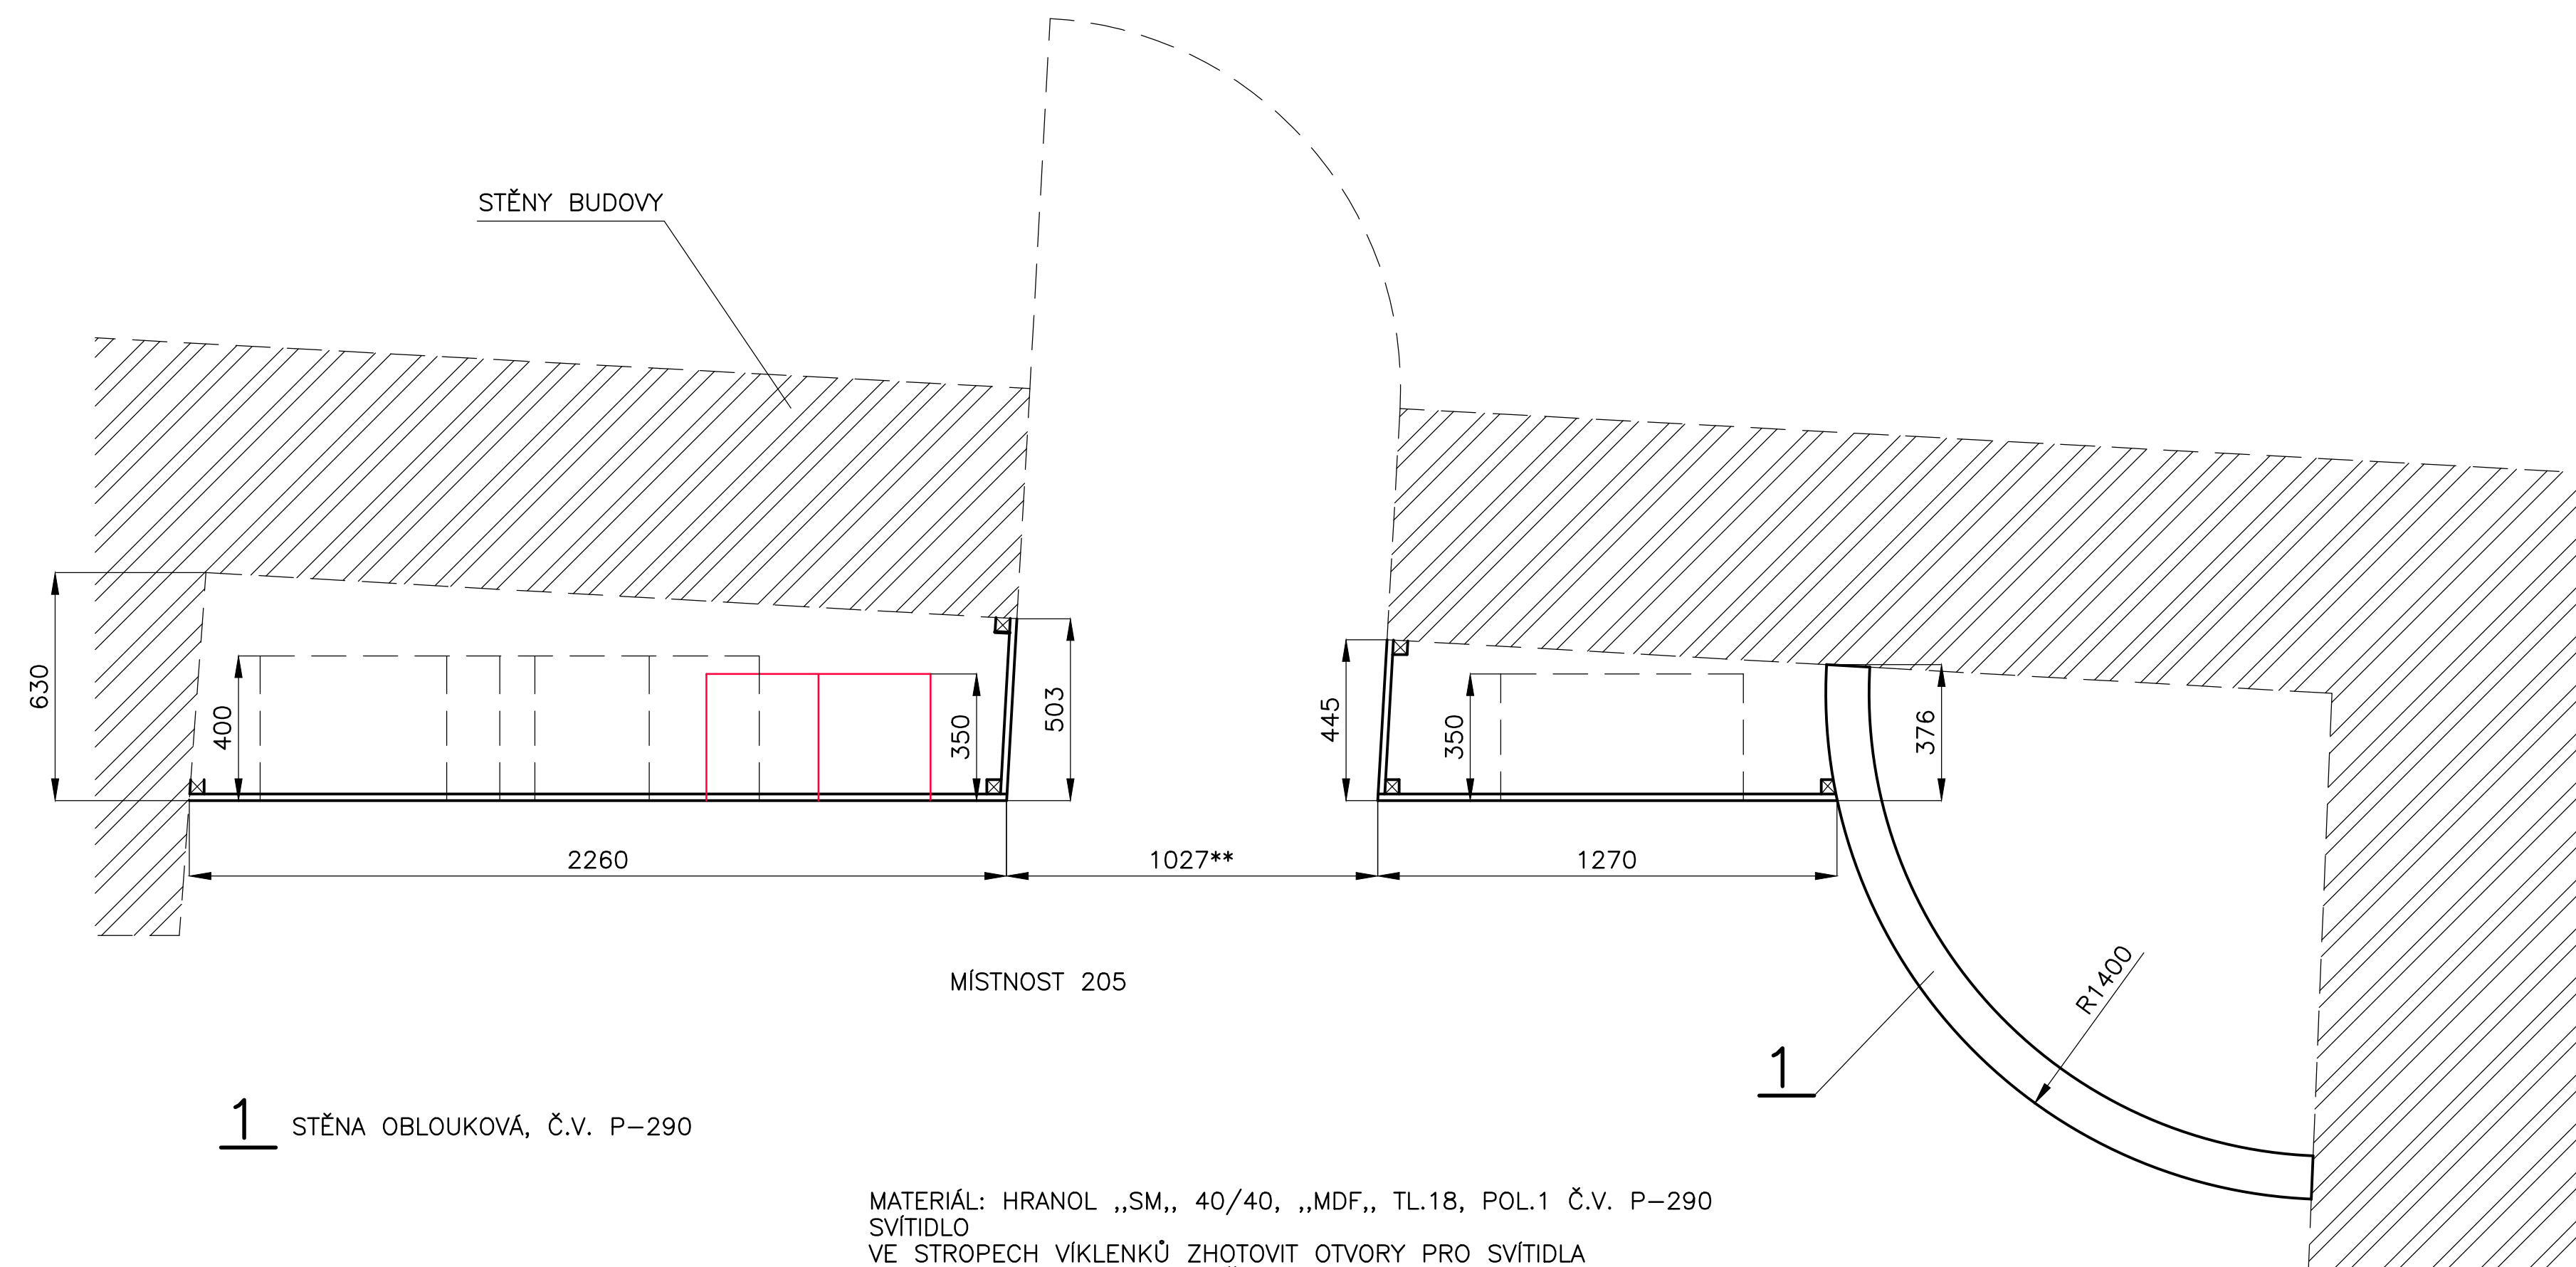 STĚNY BUDOVY
630
400
350
503
445
350
376
2260
1027**
1270
R1400
MÍSTNOST 205
1
1 STĚNA OBLOUKOVÁ, Č.V. P-290
MATERIÁL: HRANOL ,,SM,, 40/40, ,,MDF,, TL.18, POL.1 Č.V. P-290
SVÍTIDLO
VE STROPECH VÍKLENKŮ ZHOTOVIT OTVORY PRO SVÍTIDLA